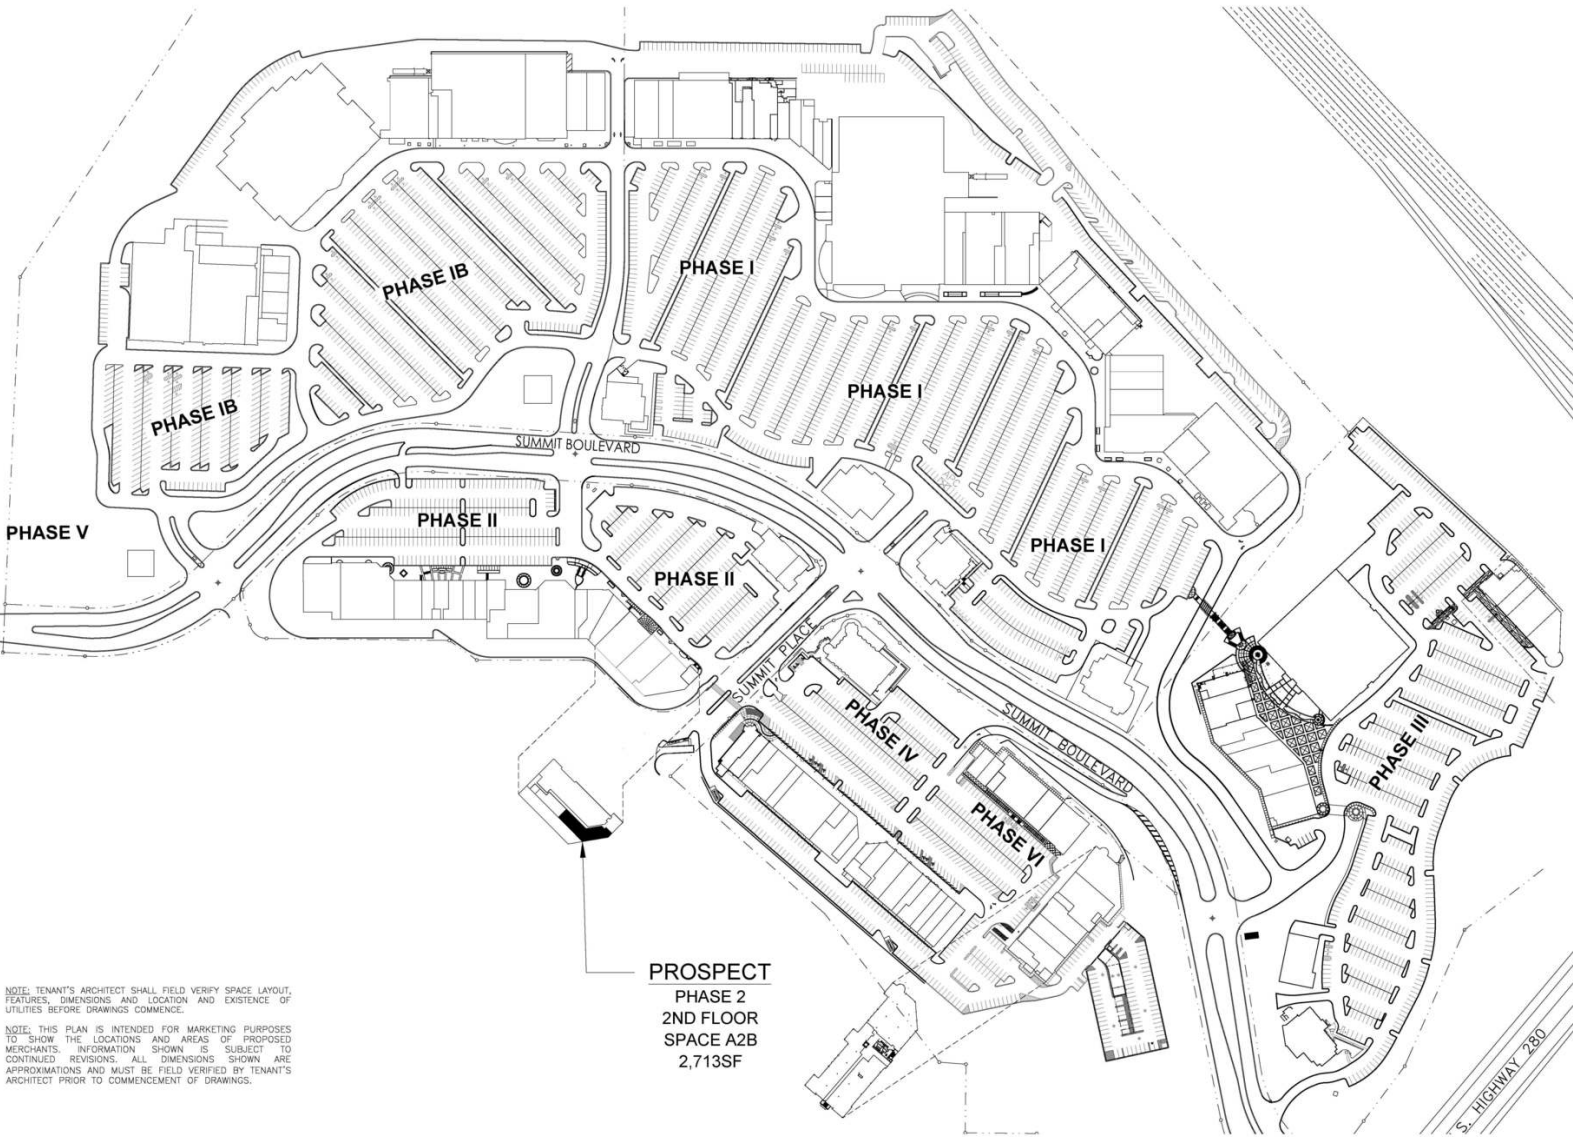 PHASE IB
PHASE I
PHASE IB
PHASE I
SUMMIT BOULEVARD
PHASE V
PHASE II
PHASE II
PHASE I
SUMMIT PLACE
PHASE IV
SUMMIT BOULEVARD
PHASE III
PHASE VI
PROSPECT
PHASE 2
2ND FLOOR
SPACE A2B
2,713SF
NOTE: TENANT'S ARCHITECT SHALL FIELD VERIFY SPACE LAYOUT,
FEATURES, DIMENSIONS AND LOCATION AND EXISTENCE OF
UTILITIES BEFORE DRAWINGS COMMENCE.
NOTE: THIS PLAN IS INTENDED FOR MARKETING PURPOSES
TO SHOW THE LOCATIONS AND AREAS OF PROPOSED
MERCHANTS. INFORMATION SHOWN IS SUBJECT TO
CONTINUED REVISIONS. ALL DIMENSIONS SHOWN ARE
APPROXIMATIONS AND MUST BE FIELD VERIFIED BY TENANT'S
ARCHITECT PRIOR TO COMMENCEMENT OF DRAWINGS.
S. HIGHWAY 280